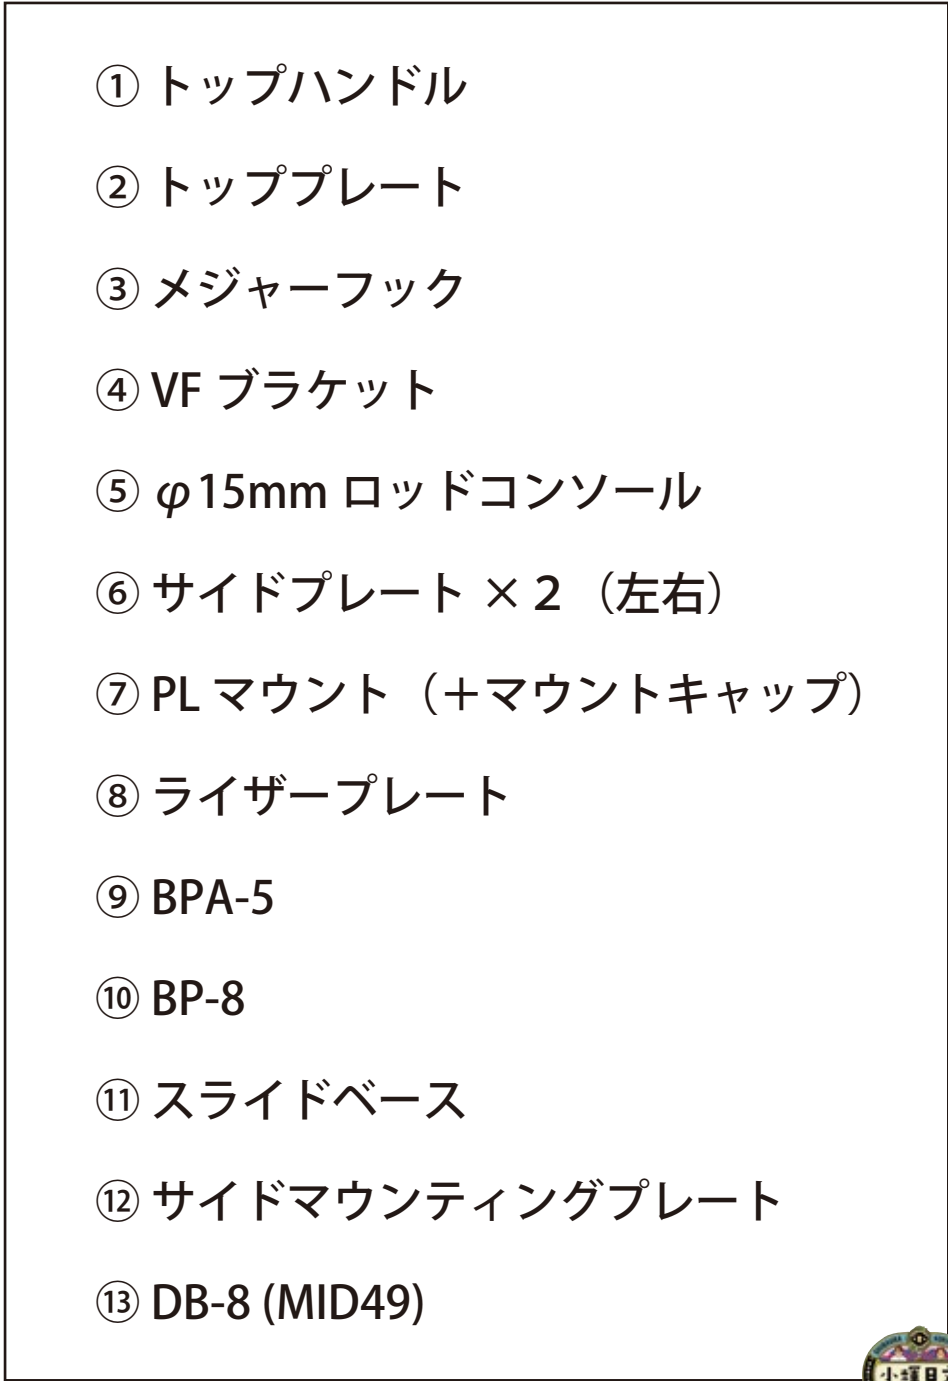 ① トップハンドル
② トッププレート
③ メジャーフック
④ VF ブラケット
⑤ φ15mm ロッドコンソール
⑥ サイドプレート ×２（左右）
⑦ PL マウント（＋マウントキャップ）
⑧ ライザープレート
⑨ BPA-5
⑩ BP-8
⑪ スライドベース
⑫ サイドマウンティングプレート
⑬ DB-8 (MID49)